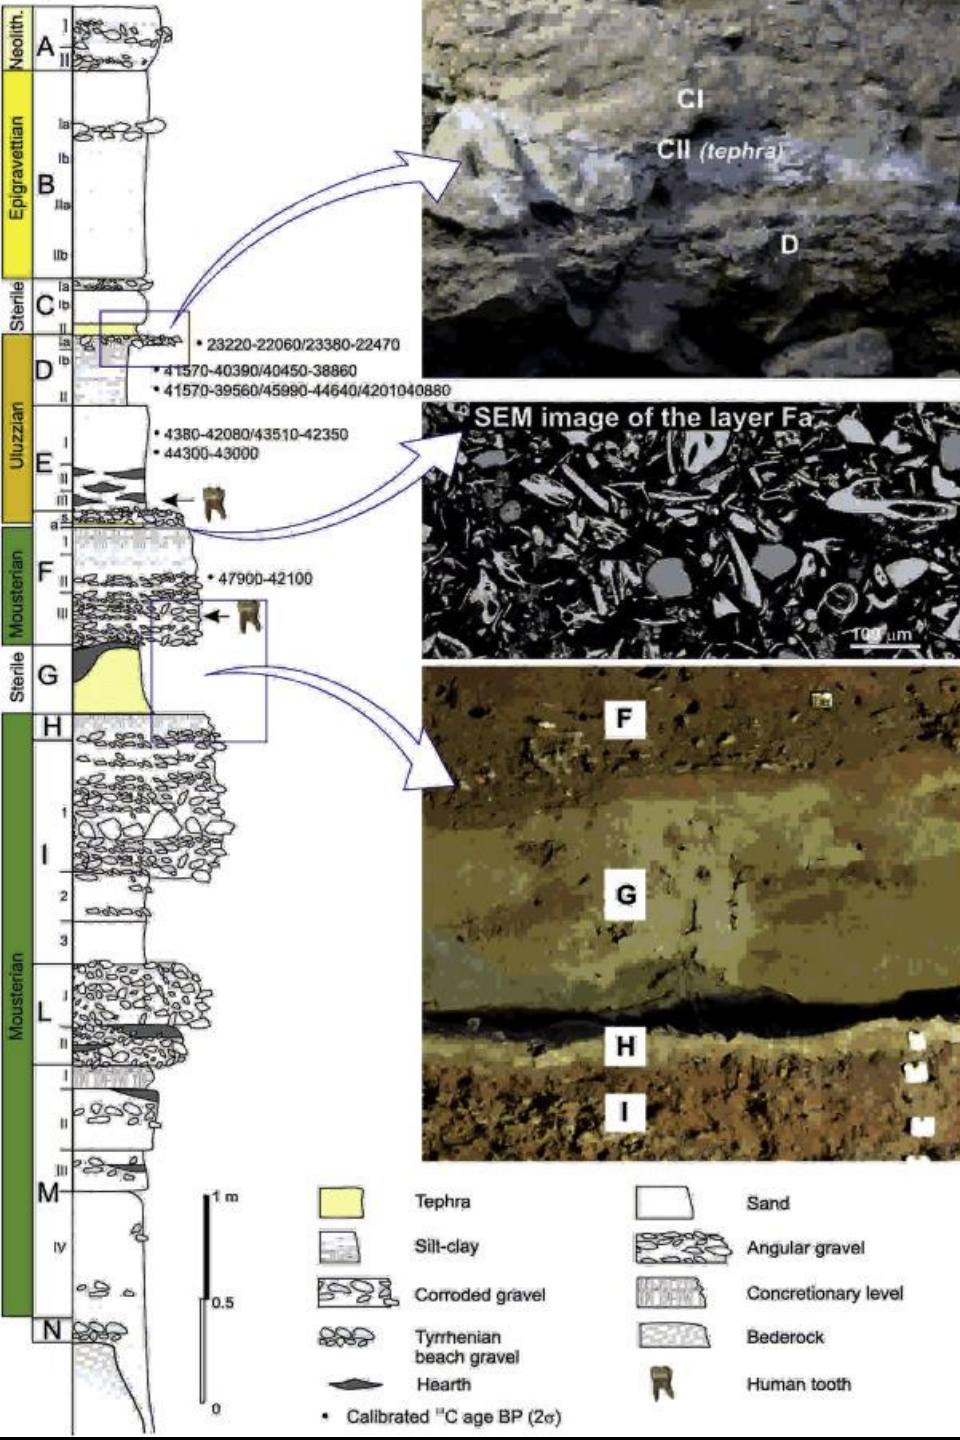 Neolith.
A
I
II
Epigravettian
B
Ia
Ib
IIa
IIb
Sterile
C
Ia
Ib
II
Uluzzian
D
Ia
Ib
II
• 23220-22060/23380-22470
• 41570-40390/40450-38860
• 41570-39560/45990-44640/4201040880
E
I
II
III
• 4380-42080/43510-42350
• 44300-43000
Mousterian
a
F
I
II
III
• 47900-42100
Sterile
G
Mousterian
H
I
1
2
3
L
I
II
M
I
II
III
IV
N
CI
CII (tephra)
D
SEM image of the layer Fa
100 µm
F
G
H
I
1 m
0.5
0
Tephra
Sand
Silt-clay
Angular gravel
Corroded gravel
Concretionary level
Tyrrhenian
beach gravel
Bederock
Hearth
Human tooth
• Calibrated ¹⁴C age BP (2σ)